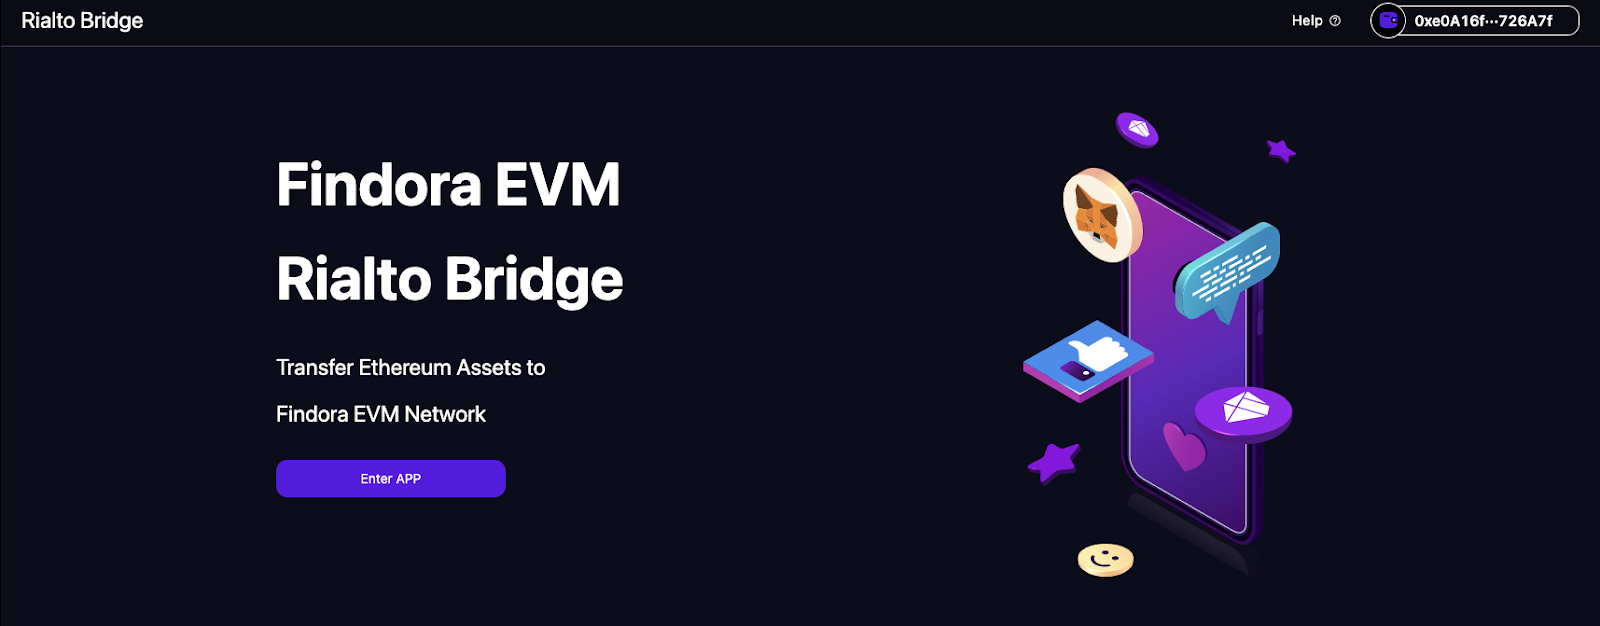 Rialto Bridge
Help
0xe0A16f···726A7f
Findora EVM
Rialto Bridge
Transfer Ethereum Assets to
Findora EVM Network
Enter APP